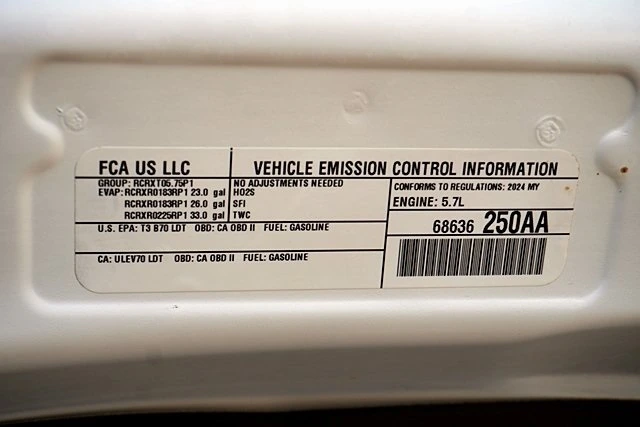 FCA US LLC
VEHICLE EMISSION CONTROL INFORMATION
GROUP: RCRXT05.75P1
EVAP: RCRXR0183RP1 23.0 gal
RCRXR0183RP1 26.0 gal
RCRXR0225RP1 33.0 gal
NO ADJUSTMENTS NEEDED
HO2S
SFI
TWC
U.S. EPA: T3 B70 LDT OBD: CA OBD II FUEL: GASOLINE
CA: ULEV70 LDT OBD: CA OBD II FUEL: GASOLINE
CONFORMS TO REGULATIONS: 2024 MY
ENGINE: 5.7L
68636 250AA